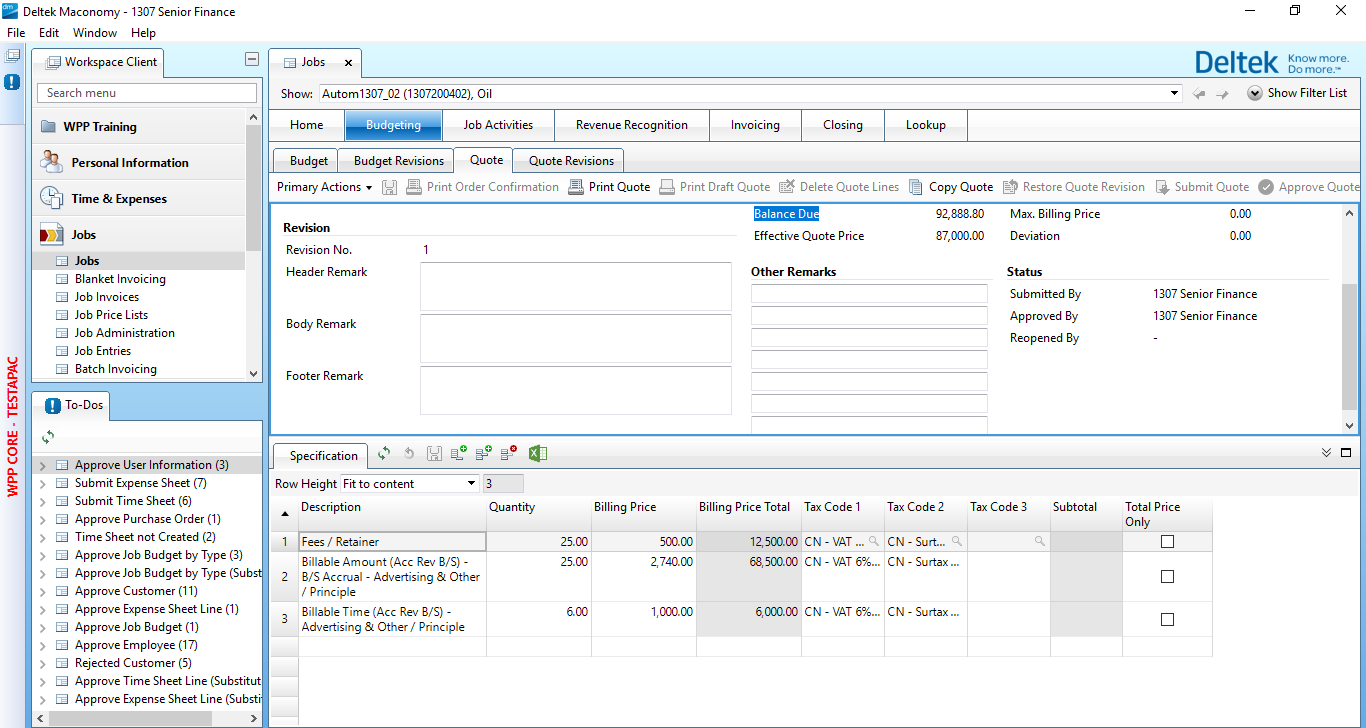 Deltek Maconomy - 1307 Senior Finance
File Edit Window Help
Workspace Client
Search menu
WPP Training
Personal Information
Time & Expenses
Jobs
Jobs
Blanket Invoicing
Job Invoices
Job Price Lists
Job Administration
Job Entries
Batch Invoicing
WPP CORE - TESTAPAC
To-Dos
Approve User Information (3)
Submit Expense Sheet (7)
Submit Time Sheet (6)
Approve Purchase Order (1)
Time Sheet not Created (2)
Approve Job Budget by Type (3)
Approve Job Budget by Type (Subst
Approve Customer (11)
Approve Expense Sheet Line (1)
Approve Job Budget (1)
Approve Employee (17)
Rejected Customer (5)
Approve Time Sheet Line (Substitut
Approve Expense Sheet Line (Substi
Jobs
Deltek Know more.
Do more.™
Show: Autom1307_02 (1307200402), Oil
Show Filter List
Home Budgeting Job Activities Revenue Recognition Invoicing Closing Lookup
Budget Budget Revisions Quote Quote Revisions
Primary Actions Print Order Confirmation Print Quote Print Draft Quote Delete Quote Lines Copy Quote Restore Quote Revision Submit Quote Approve Quote
Balance Due 92,888.80 Max. Billing Price 0.00
Revision
Effective Quote Price 87,000.00 Deviation 0.00
Revision No. 1
Header Remark
Other Remarks
Status
Submitted By 1307 Senior Finance
Body Remark
Approved By 1307 Senior Finance
Reopened By -
Footer Remark
Specification
Row Height Fit to content 3
Description Quantity Billing Price Billing Price Total Tax Code 1 Tax Code 2 Tax Code 3 Subtotal Total Price Only
1 Fees / Retainer 25.00 500.00 12,500.00 CN - VAT ... CN - Surt...
2 Billable Amount (Acc Rev B/S) - 25.00 2,740.00 68,500.00 CN - VAT 6%... CN - Surtax ...
B/S Accrual - Advertising & Other
/ Principle
3 Billable Time (Acc Rev B/S) - 6.00 1,000.00 6,000.00 CN - VAT 6%... CN - Surtax ...
Advertising & Other / Principle